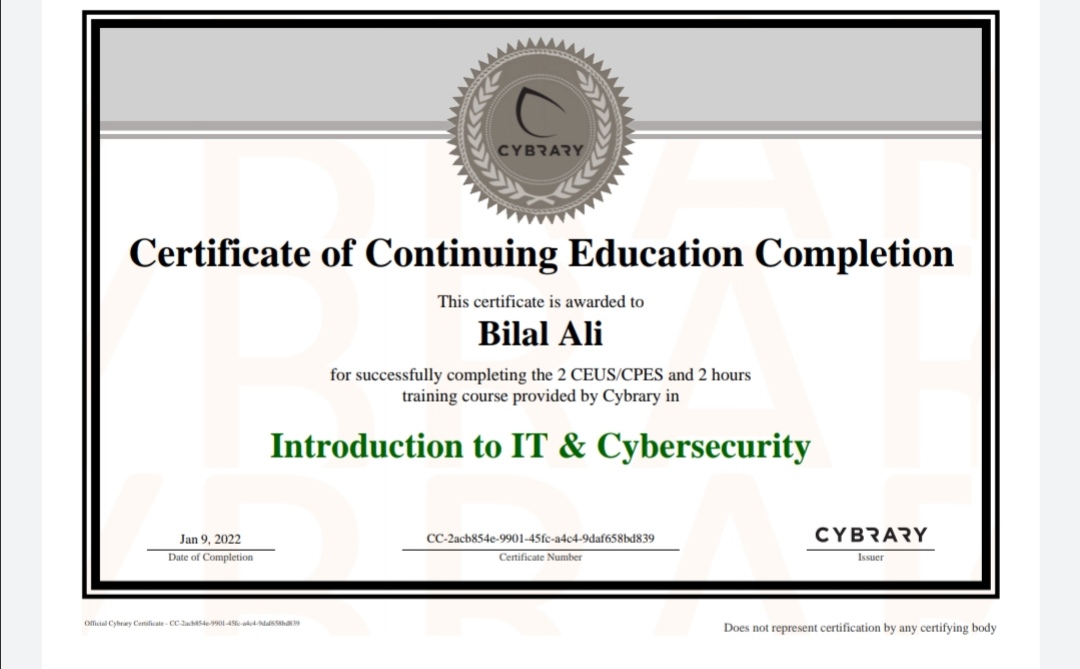 CYBRARY
Certificate of Continuing Education Completion
This certificate is awarded to
Bilal Ali
for successfully completing the 2 CEUS/CPES and 2 hours
training course provided by Cybrary in
Introduction to IT & Cybersecurity
Jan 9, 2022
Date of Completion
CC-2acb854e-9901-45fc-a4c4-9daf658bd839
Certificate Number
CYBRARY
Issuer
Official Cybrary Certificate - CC-2acb854e-9901-45fc-a4c4-9daf658bd839
Does not represent certification by any certifying body